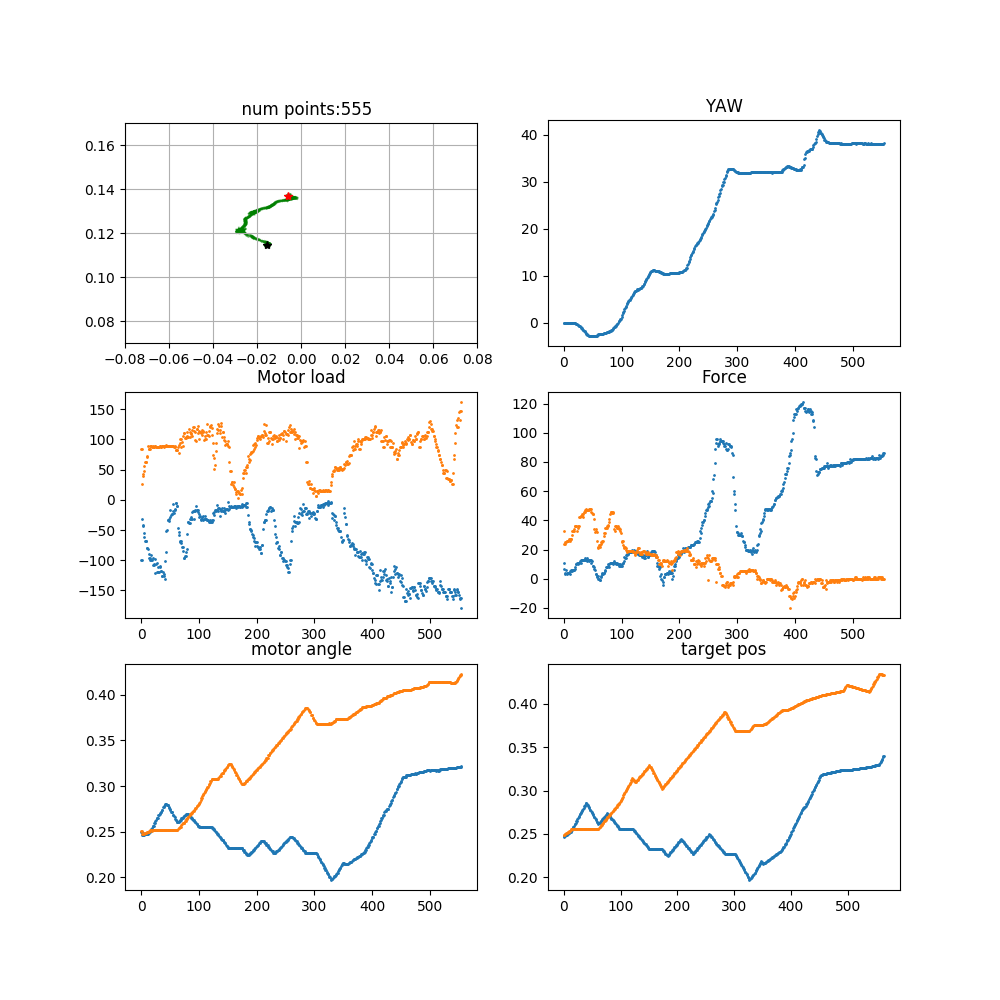 num points:555
YAW
0.16
0.14
0.12
0.10
0.08
−0.08 −0.06 −0.04 −0.02 0.00 0.02 0.04 0.06 0.08
40
30
20
10
0
0 100 200 300 400 500
Motor load
Force
150
100
50
0
−50
−100
−150
0 100 200 300 400 500
120
100
80
60
40
20
0
−20
0 100 200 300 400 500
motor angle
target pos
0.40
0.35
0.30
0.25
0.20
0 100 200 300 400 500
0.40
0.35
0.30
0.25
0.20
0 100 200 300 400 500